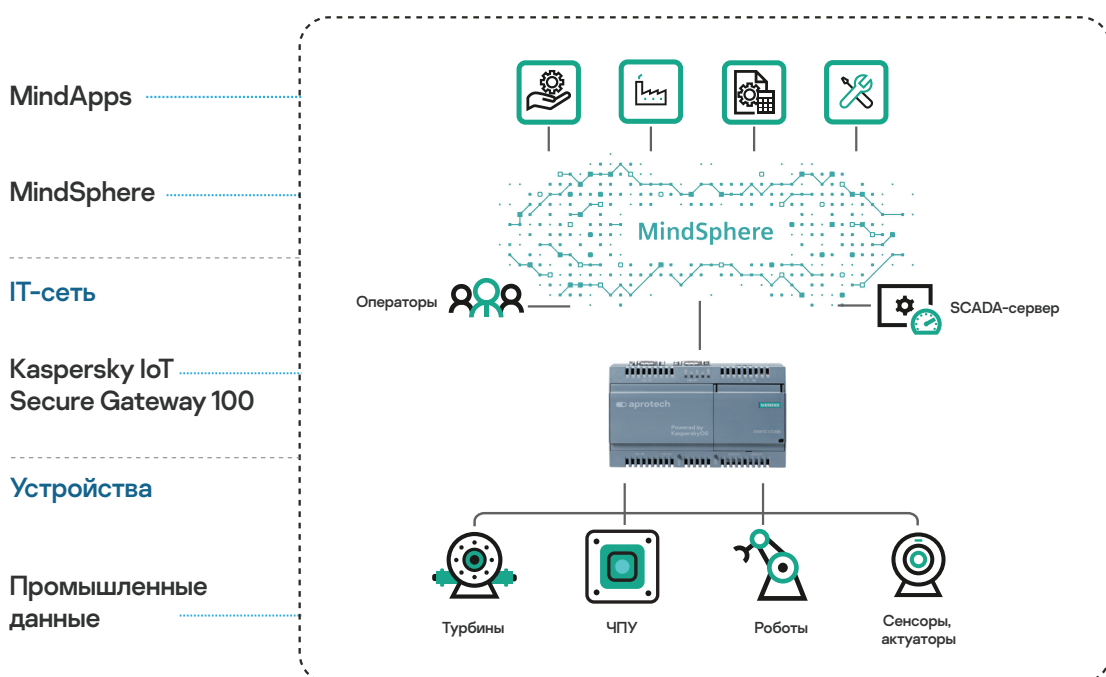 MindApps
MindSphere
MindSphere
IT-сеть
Операторы
SCADA-сервер
Kaspersky IoT
Secure Gateway 100
aprotech
SIEMENS
Powered by
KasperskyOS
Устройства
Промышленные
данные
Турбины
ЧПУ
Роботы
Сенсоры,
актуаторы